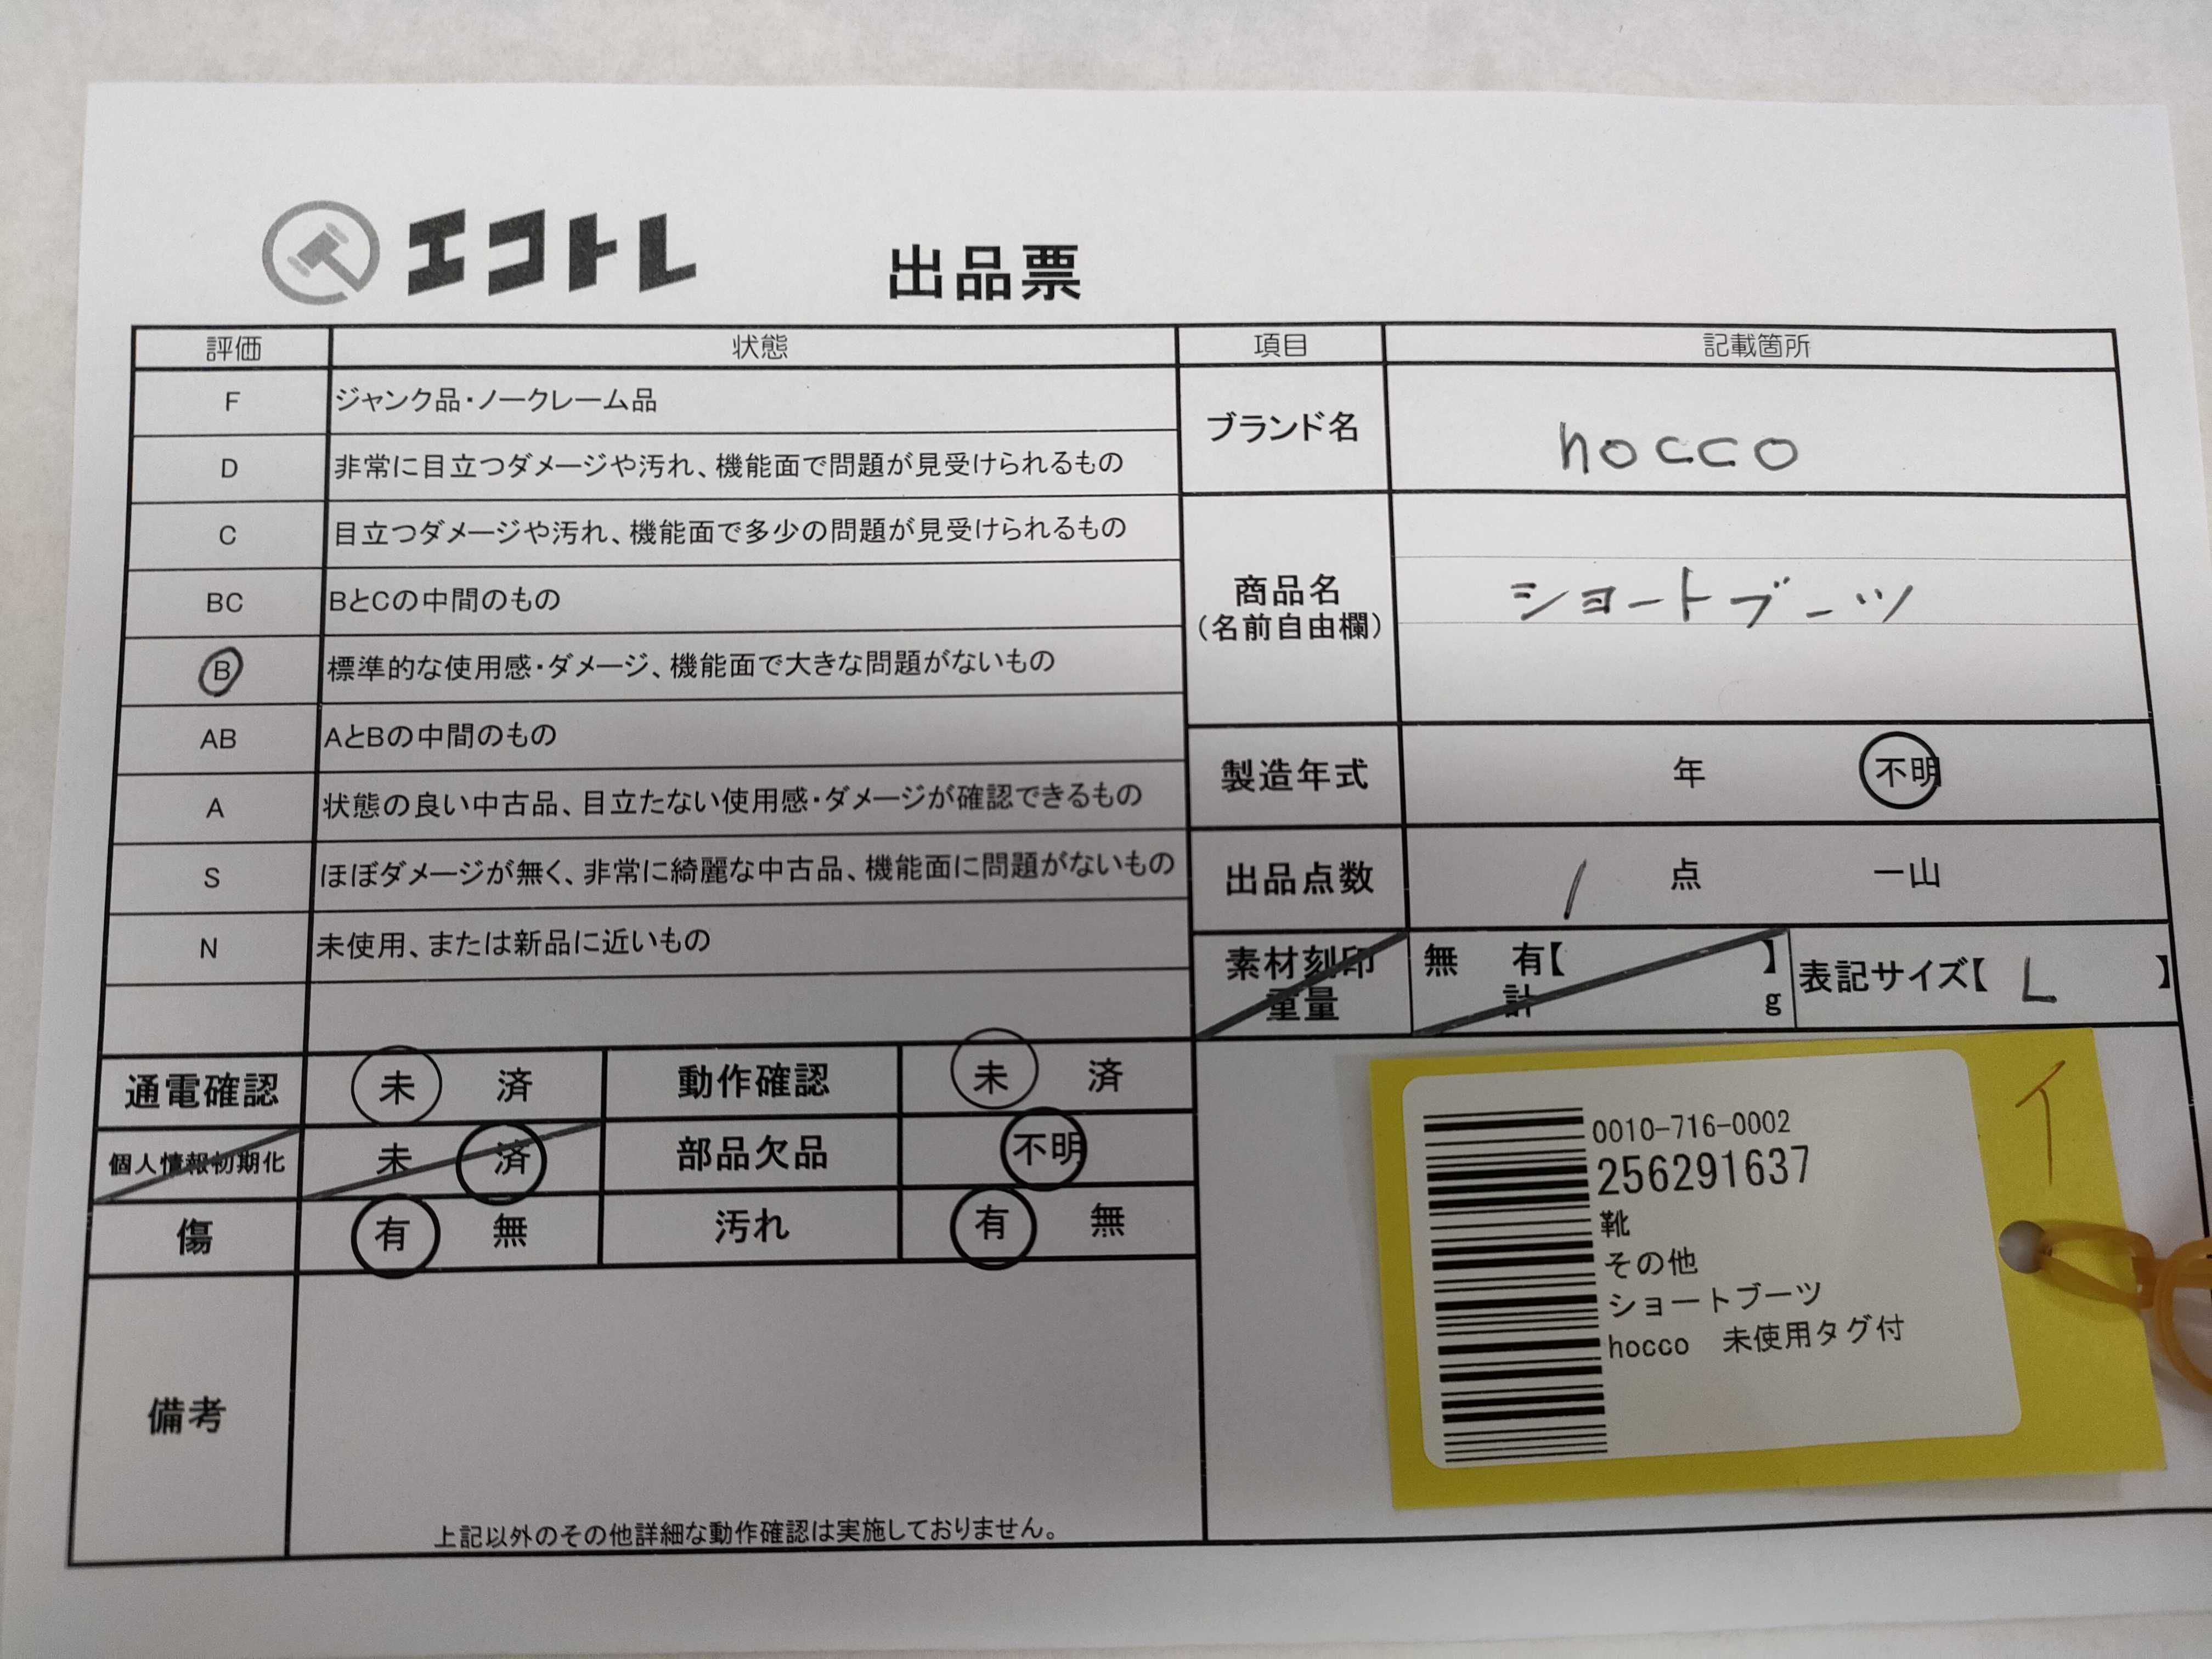 エコトレ 出品票
評価 状態 項目 記載箇所
F ジャンク品・ノークレーム品
D 非常に目立つダメージや汚れ、機能面で問題が見受けられるもの
C 目立つダメージや汚れ、機能面で多少の問題が見受けられるもの
BC BとCの中間のもの
B 標準的な使用感・ダメージ、機能面で大きな問題がないもの
AB AとBの中間のもの
A 状態の良い中古品、目立たない使用感・ダメージが確認できるもの
S ほぼダメージが無く、非常に綺麗な中古品、機能面に問題がないもの
N 未使用、または新品に近いもの
ブランド名 hocco
商品名
(名前自由欄)
ショートブーツ
製造年式 年 不明
出品点数 1 点 一山
素材刻印
重量
無 有【 】
計 g
表記サイズ【 L 】
通電確認 未 済 動作確認 未 済
個人情報初期化 未 済 部品欠品 不明
傷 有 無 汚れ 有 無
備考
上記以外のその他詳細な動作確認は実施しておりません。
イ
0010-716-0002
256291637
靴
その他
ショートブーツ
hocco 未使用タグ付